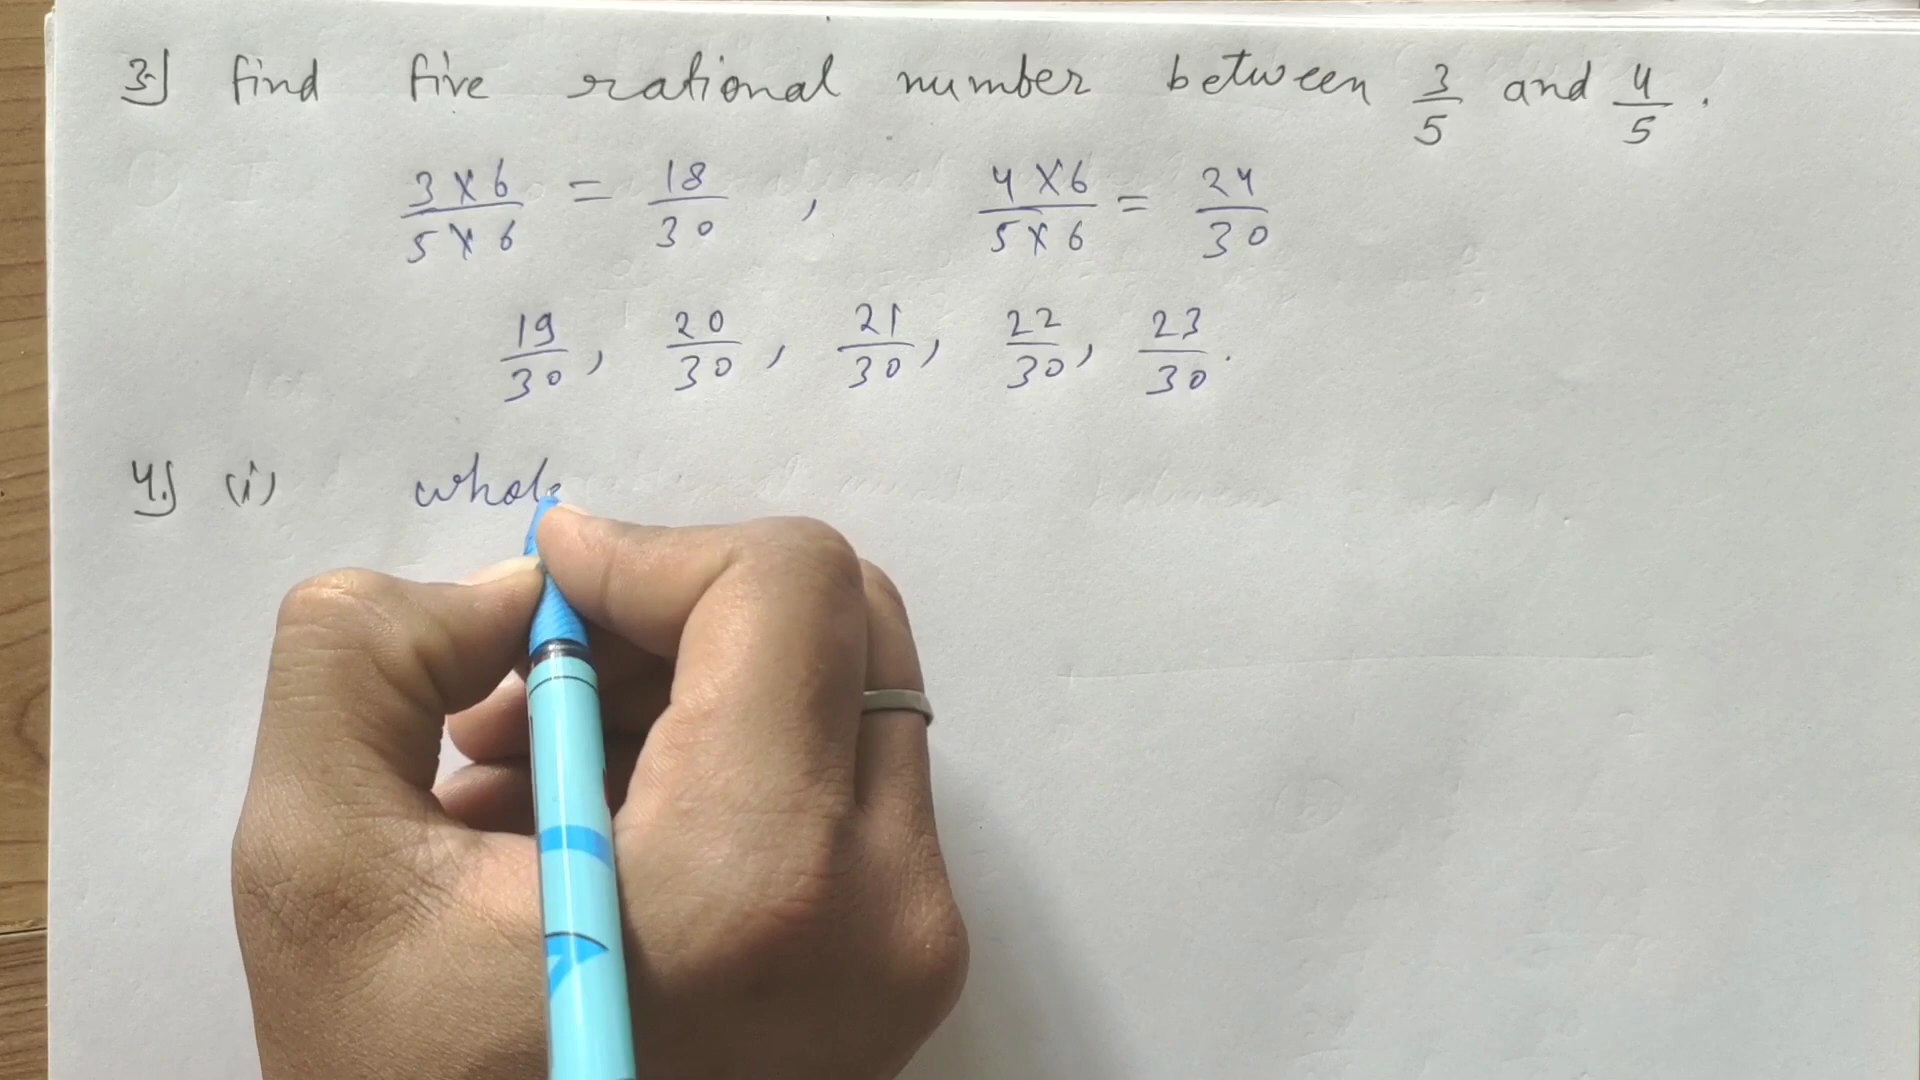 3) find five rational number between 3/5 and 4/5 .
3 X 6 / 5 X 6 = 18/30 , 4 X 6 / 5 X 6 = 24/30
19/30 , 20/30 , 21/30 , 22/30 , 23/30 .
4.) (i) whole